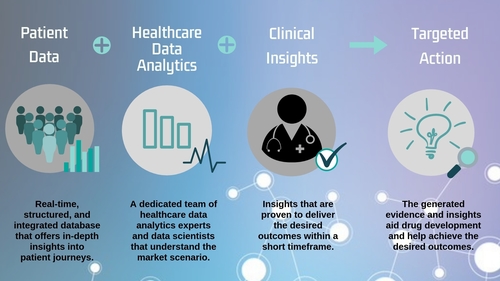 Patient
Data
Healthcare
Data
Analytics
Clinical
Insights
Targeted
Action
Real-time,
structured, and
integrated database
that offers in-depth
insights into
patient journeys.
A dedicated team of
healthcare data
analytics experts
and data scientists
that understand the
market scenario.
Insights that are
proven to deliver
the desired
outcomes within a
short timeframe.
The generated
evidence and insights
aid drug development
and help achieve the
desired outcomes.